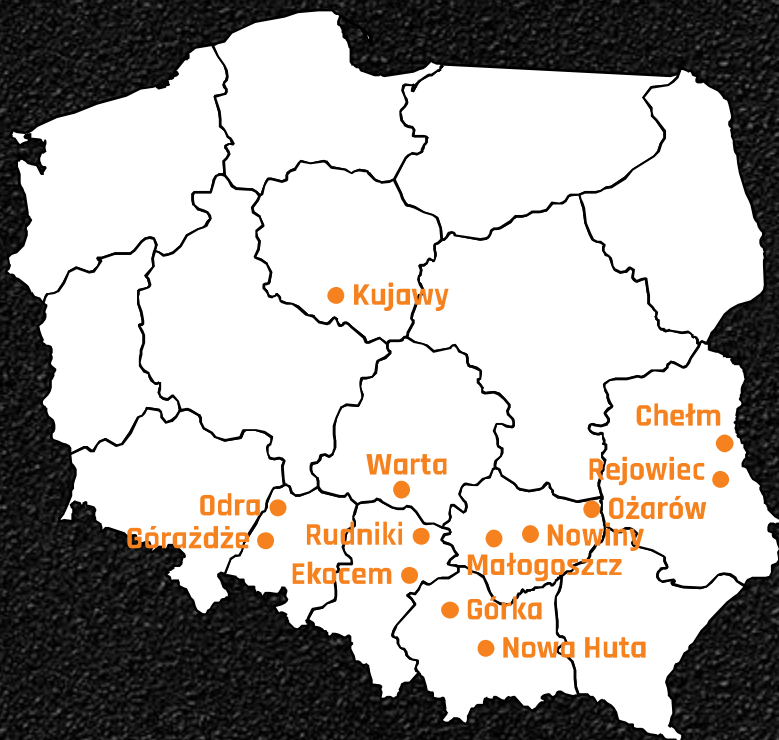 Kujawy
Chełm
Warta
Rejowiec
Odra
Ożarów
Górażdże
Rudniki
Nowiny
Małogoszcz
Ekocem
Górka
Nowa Huta